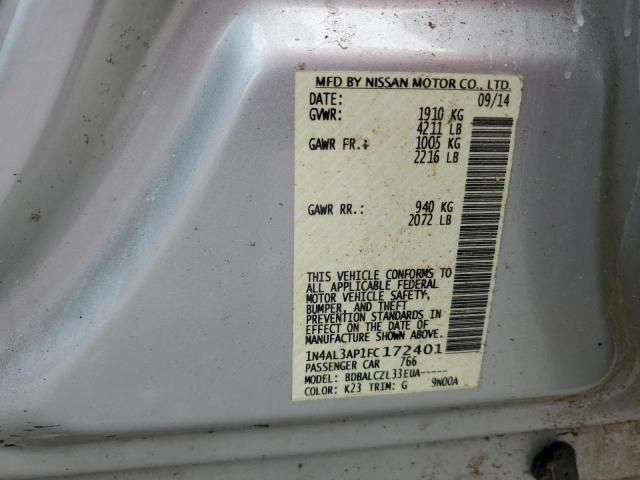 MFD BY NISSAN MOTOR CO., LTD.
DATE: 09/14
GVWR: 1910 KG
4211 LB
GAWR FR.: 1005 KG
2216 LB
GAWR RR.: 940 KG
2072 LB
THIS VEHICLE CONFORMS TO
ALL APPLICABLE FEDERAL
MOTOR VEHICLE SAFETY,
BUMPER, AND THEFT
PREVENTION STANDARDS IN
EFFECT ON THE DATE OF
MANUFACTURE SHOWN ABOVE.
1N4AL3AP1FC172401
PASSENGER CAR 766
MODEL: BDBALCZL33EUA-----
COLOR: K23 TRIM: G 9N00A